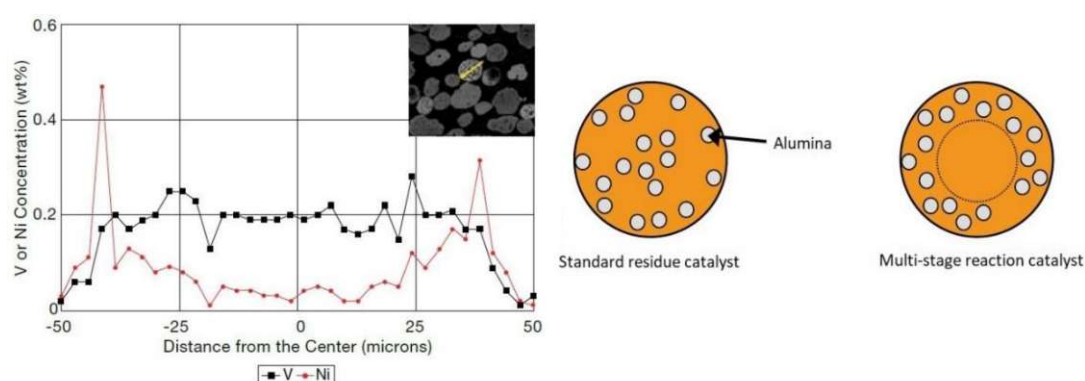 V or Ni Concentration (wt%)
0.6
0.4
0.2
0
-50
-25
0
25
50
Distance from the Center (microns)
V
Ni
Alumina
Standard residue catalyst
Multi-stage reaction catalyst